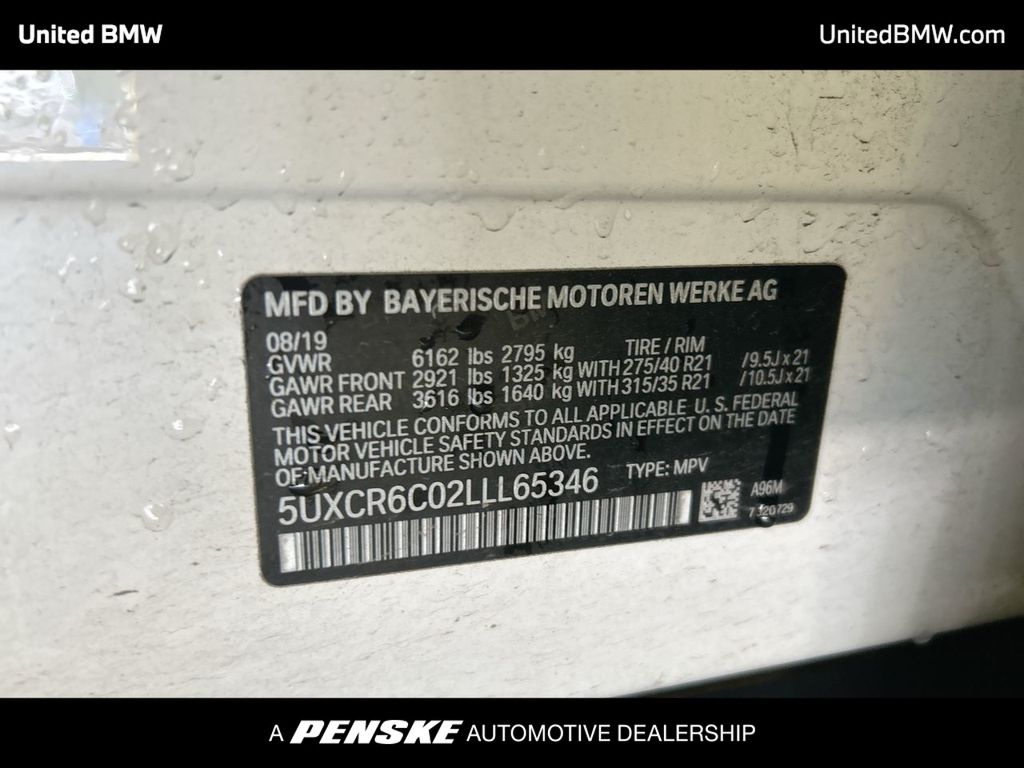 United BMW
UnitedBMW.com
MFD BY BAYERISCHE MOTOREN WERKE AG
08/19 TIRE / RIM
GVWR 6162 lbs 2795 kg
GAWR FRONT 2921 lbs 1325 kg WITH 275/40 R21 /9.5J x 21
GAWR REAR 3616 lbs 1640 kg WITH 315/35 R21 /10.5J x 21
THIS VEHICLE CONFORMS TO ALL APPLICABLE U. S. FEDERAL
MOTOR VEHICLE SAFETY STANDARDS IN EFFECT ON THE DATE
OF MANUFACTURE SHOWN ABOVE.
5UXCR6C02LLL65346 TYPE: MPV
A96M
A PENSKE AUTOMOTIVE DEALERSHIP